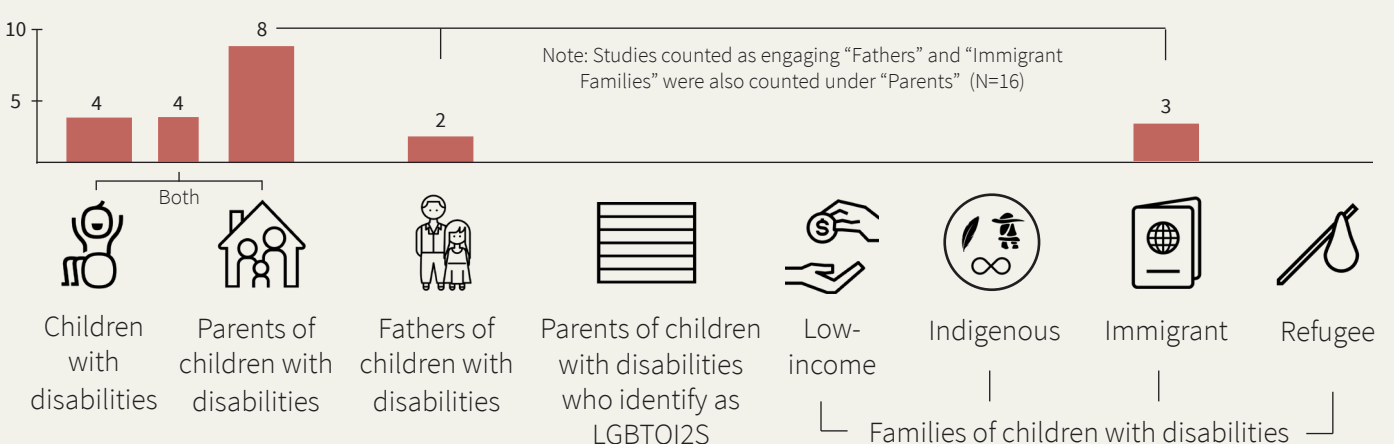 10
5
4
4
8
2
3
Note: Studies counted as engaging “Fathers” and “Immigrant
Families” were also counted under “Parents” (N=16)
Both
$
Children
with
disabilities
Parents of
children with
disabilities
Fathers of
children with
disabilities
Parents of children
with disabilities
who identify as
LGBTQI2S
Low-
income
Indigenous
Immigrant
Refugee
Families of children with disabilities